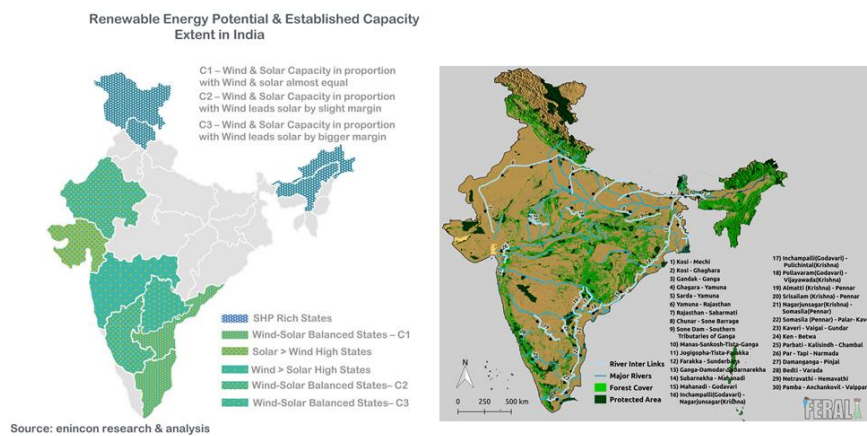 Renewable Energy Potential & Established Capacity
Extent in India
C1 – Wind & Solar Capacity in proportion
with Wind & solar almost equal
C2 – Wind & Solar Capacity in proportion
with Wind leads solar by slight margin
C3 – Wind & Solar Capacity in proportion
with Wind leads solar by bigger margin
SHP Rich States
Wind-Solar Balanced States – C1
Solar > Wind High States
Wind > Solar High States
Wind-Solar Balanced States– C2
Wind-Solar Balanced States– C3
Source: enincon research & analysis
1) Kosi - Mechi
2) Kosi - Ghaghara
3) Gandak - Ganga
4) Ghagara - Yamuna
5) Sarda - Yamuna
6) Yamuna - Rajasthan
7) Rajasthan - Sabarmati
8) Chunar - Sone Barrage
9) Sone Dam - Southern
Tributaries of Ganga
10) Manas-Sankosh-Tista-Ganga
11) Jogigopha-Tista-Farakka
12) Farakka - Sunderbans
13) Ganga-Damodar-Subarnarekha
14) Subarnekha - Mahanadi
15) Mahanadi - Godavari
16) Inchampalli(Godavari) -
Nagarjunsagar(Krishna)
17) Inchampalli(Godavari) -
Pulichintal(Krishna)
18) Pollavaram(Godavari) -
Vijayawada(Krishna)
19) Almatti (Krishna) - Pennar
20) Srisailam (Krishna) - Pennar
21) Nagarjunsagar(Krishna) -
Somasila(Pennar)
22) Somasila (Pennar) - Palar- Kav
23) Kaveri - Vaigai - Gundar
24) Ken - Betwa
25) Parbati - Kalisindh - Chambal
26) Par - Tapi - Narmada
27) Damanganga - Pinjal
28) Bedti - Varada
29) Netravathi - Hemavathi
30) Pamba - Anchankovil - Vaippar
River Inter Links
Major Rivers
Forest Cover
Protected Area
N
0 250 500 km
FERAL